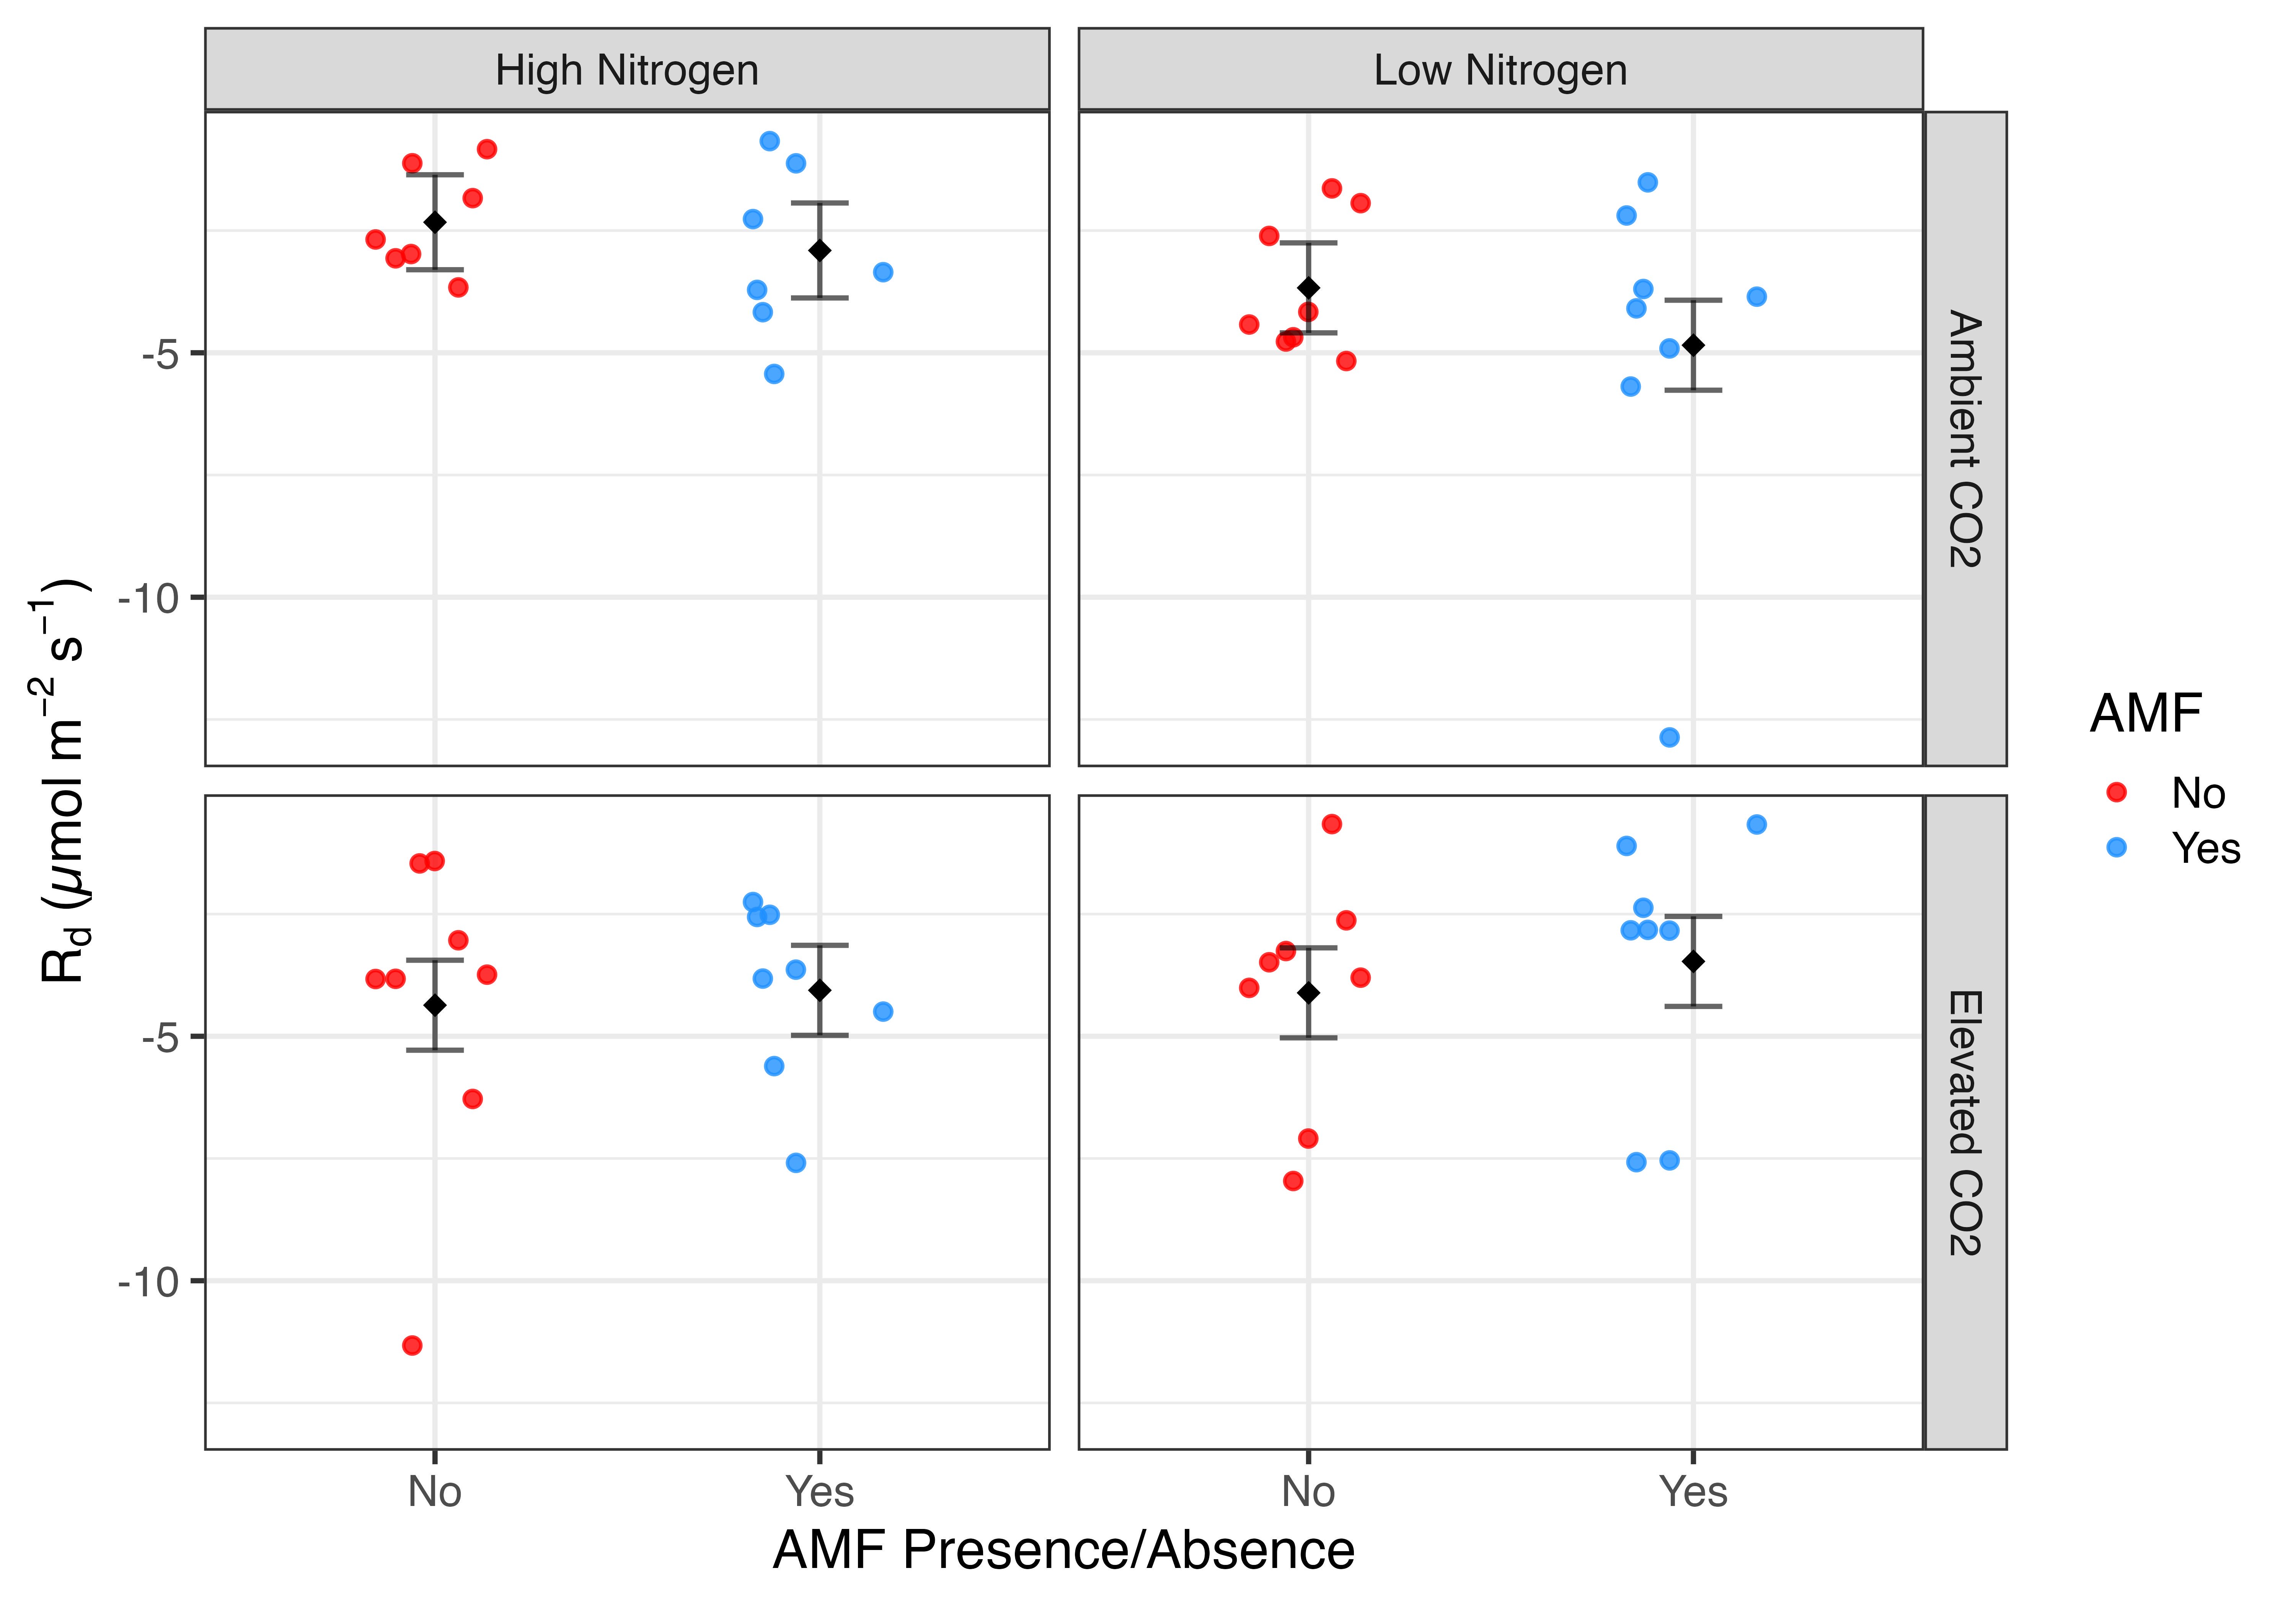 High Nitrogen
Low Nitrogen
-5
-10
Ambient CO2
-5
-10
Elevated CO2
R_d (μmol m⁻² s⁻¹)
No
Yes
No
Yes
AMF Presence/Absence
AMF
No
Yes